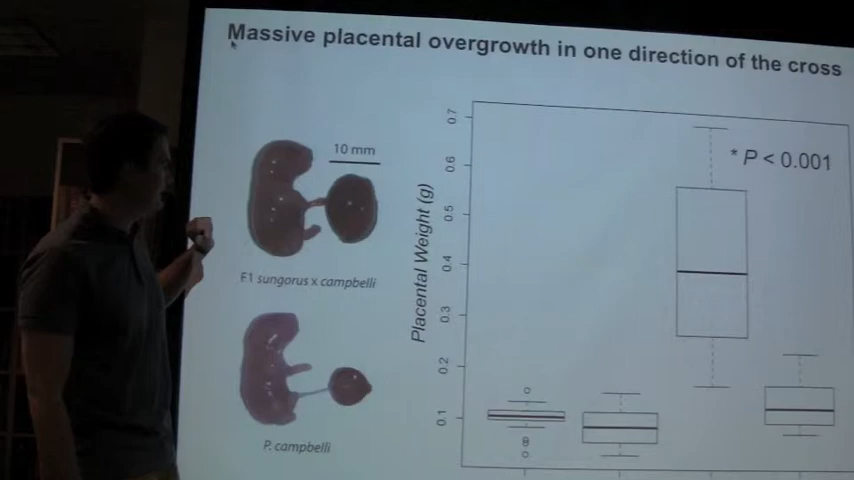 Massive placental overgrowth in one direction of the cross
10 mm
F1 sungorus x campbelli
P. campbelli
Placental Weight (g)
0.7
0.6
0.5
0.4
0.3
0.2
0.1
* P < 0.001